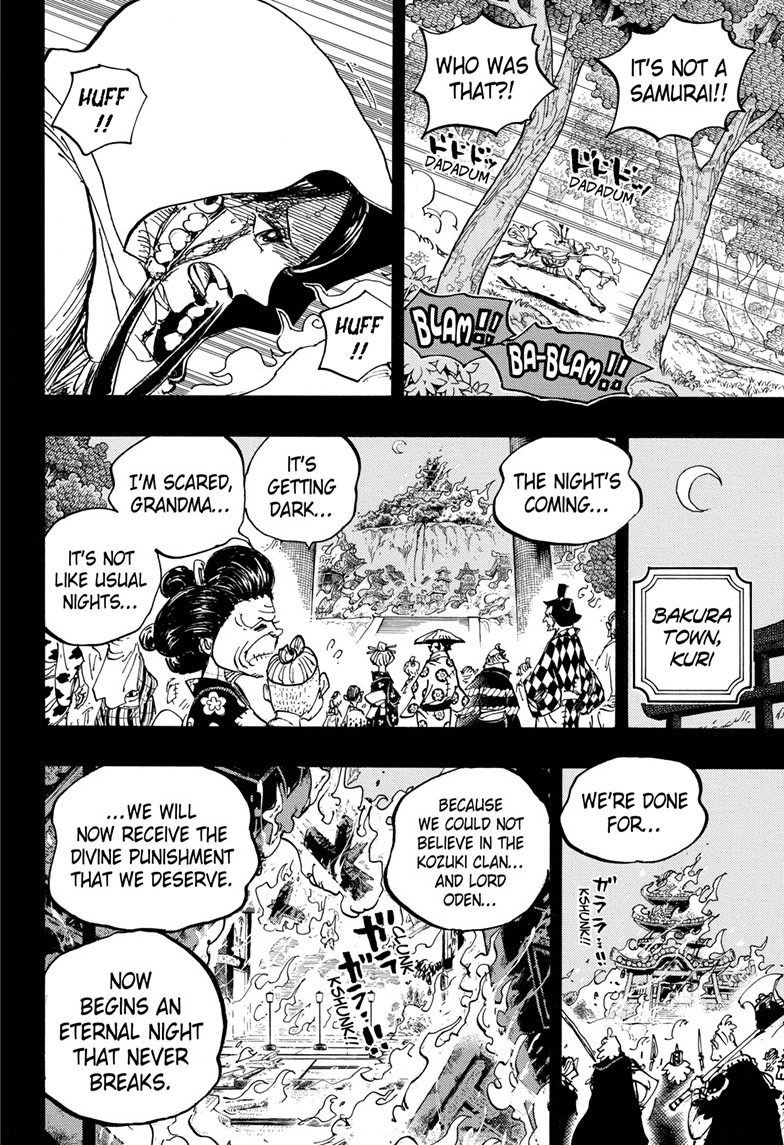 IT'S NOT A
SAMURAI!!
WHO WAS
THAT?!
ドドドッ
DADADUM
ドドドッ
DADADUM
BLAM!!
BA-BLAM!!
HUFF
!!
HUFF
!!
BAKURA
TOWN,
KURI
THE NIGHT'S
COMING...
IT'S
GETTING
DARK...
I'M SCARED,
GRANDMA...
IT'S NOT
LIKE USUAL
NIGHTS...
WE'RE DONE
FOR...
ガララ...!!
KSHUNK!!
BECAUSE
WE COULD NOT
BELIEVE IN THE
KOZUKI CLAN...
AND LORD
ODEN...
ガラ
CLUNK
ガラ...!!
KSHUNK!!
...WE WILL
NOW RECEIVE THE
DIVINE PUNISHMENT
THAT WE DESERVE.
NOW
BEGINS AN
ETERNAL NIGHT
THAT NEVER
BREAKS.